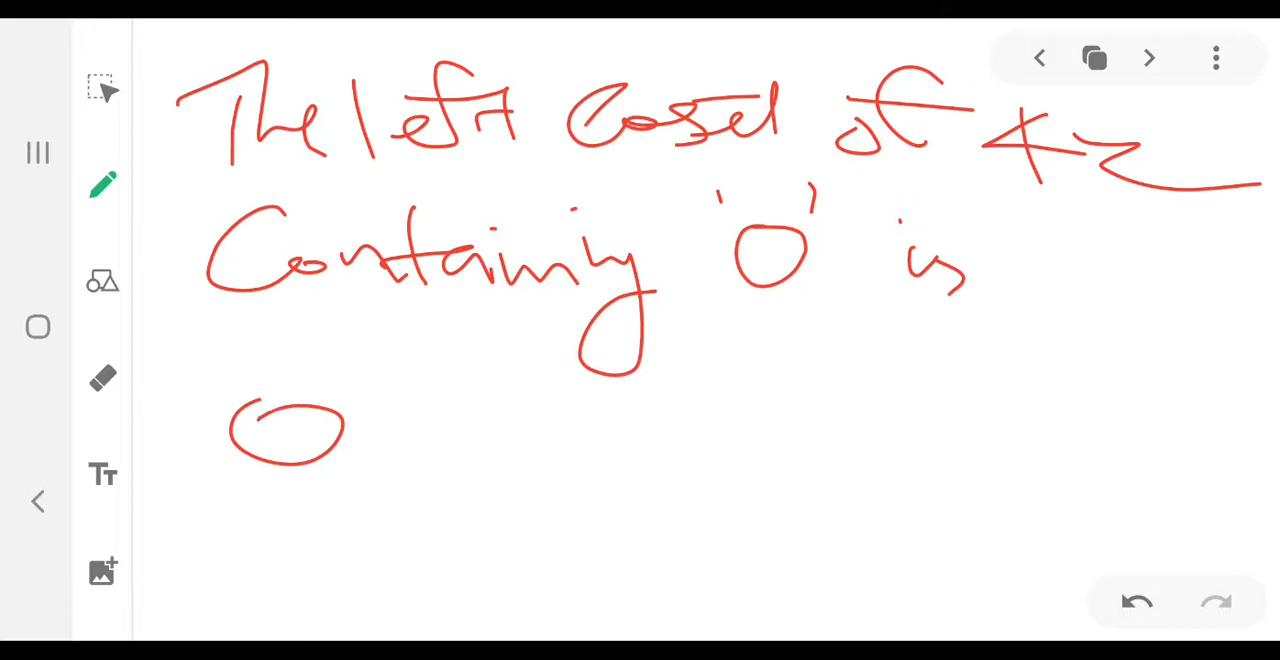 The left Coset of 4Z
Containing '0' is
0